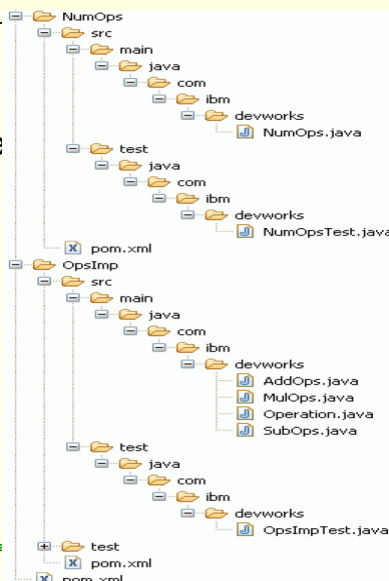 NumOps
src
main
java
com
ibm
devworks
NumOps.java
test
java
com
ibm
devworks
NumOpsTest.java
pom.xml
OpsImp
src
main
java
com
ibm
devworks
AddOps.java
MulOps.java
Operation.java
SubOps.java
test
java
com
ibm
devworks
OpsImpTest.java
test
pom.xml
pom.xml